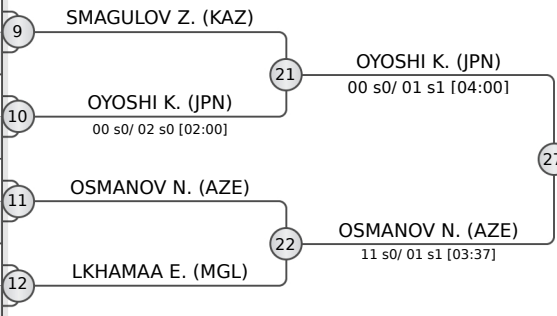 SMAGULOV Z. (KAZ)
9
21
OYOSHI K. (JPN)
00 s0/ 01 s1 [04:00]
OYOSHI K. (JPN)
10
00 s0/ 02 s0 [02:00]
27
OSMANOV N. (AZE)
11
22
OSMANOV N. (AZE)
11 s0/ 01 s1 [03:37]
LKHAMAA E. (MGL)
12